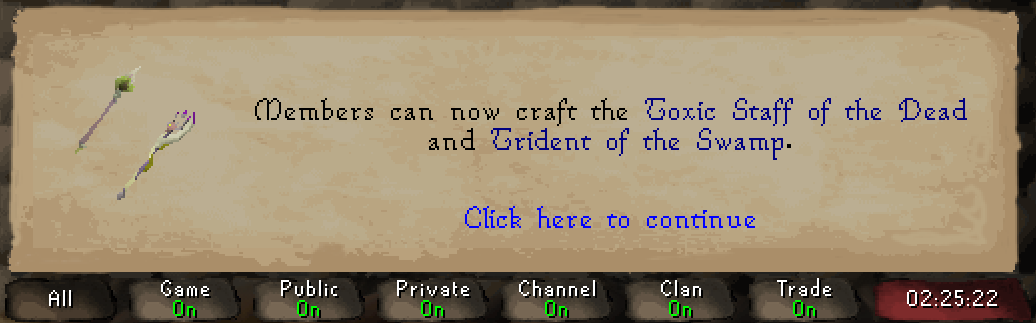 Members can now craft the Toxic Staff of the Dead
and Trident of the Swamp.
Click here to continue
All
Game
On
Public
On
Private
On
Channel
On
Clan
On
Trade
On
02:25:22